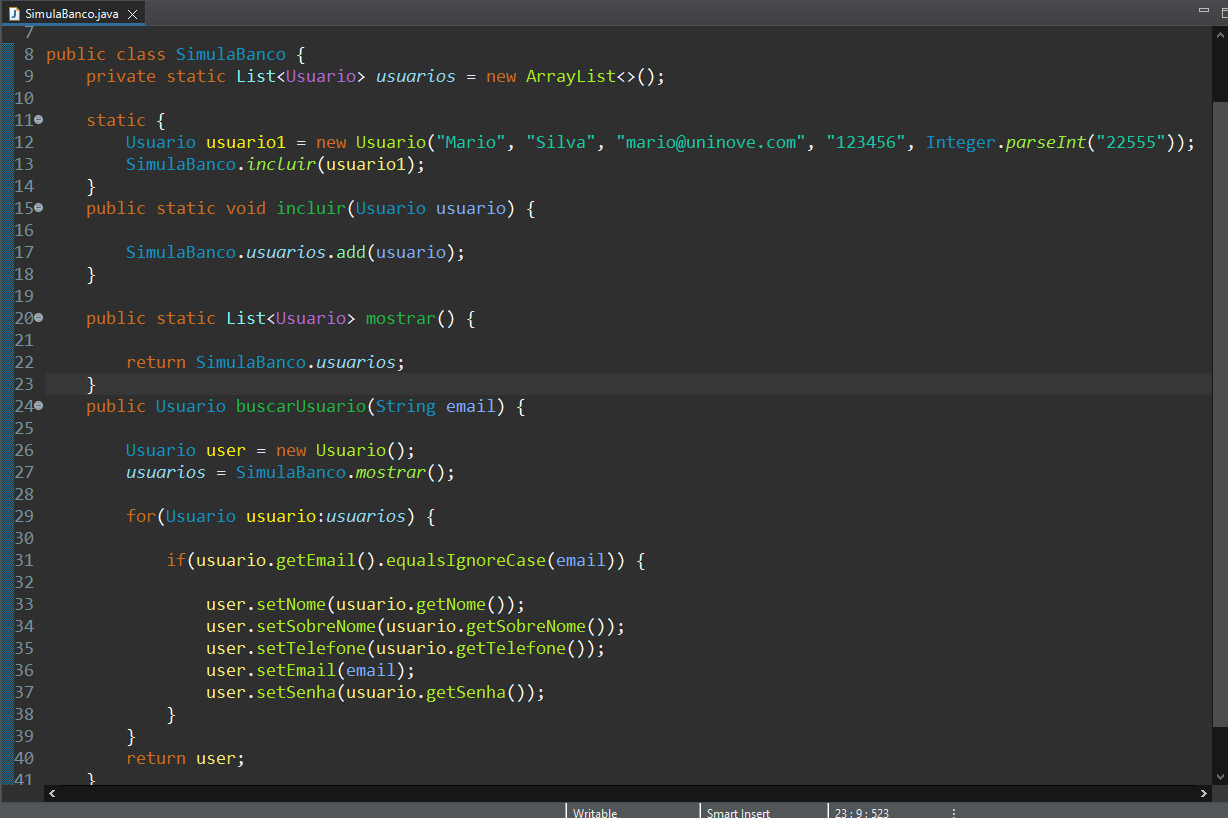 SimulaBanco.java
7
8 public class SimulaBanco {
9     private static List<Usuario> usuarios = new ArrayList<>();
10
11     static {
12         Usuario usuario1 = new Usuario("Mario", "Silva", "mario@uninove.com", "123456", Integer.parseInt("22555"));
13         SimulaBanco.incluir(usuario1);
14     }
15     public static void incluir(Usuario usuario) {
16
17         SimulaBanco.usuarios.add(usuario);
18     }
19
20     public static List<Usuario> mostrar() {
21
22         return SimulaBanco.usuarios;
23     }
24     public Usuario buscarUsuario(String email) {
25
26         Usuario user = new Usuario();
27         usuarios = SimulaBanco.mostrar();
28
29         for(Usuario usuario:usuarios) {
30
31             if(usuario.getEmail().equalsIgnoreCase(email)) {
32
33                 user.setNome(usuario.getNome());
34                 user.setSobreNome(usuario.getSobreNome());
35                 user.setTelefone(usuario.getTelefone());
36                 user.setEmail(email);
37                 user.setSenha(usuario.getSenha());
38             }
39         }
40         return user;
41     }
Writable Smart Insert 23 : 9 : 523